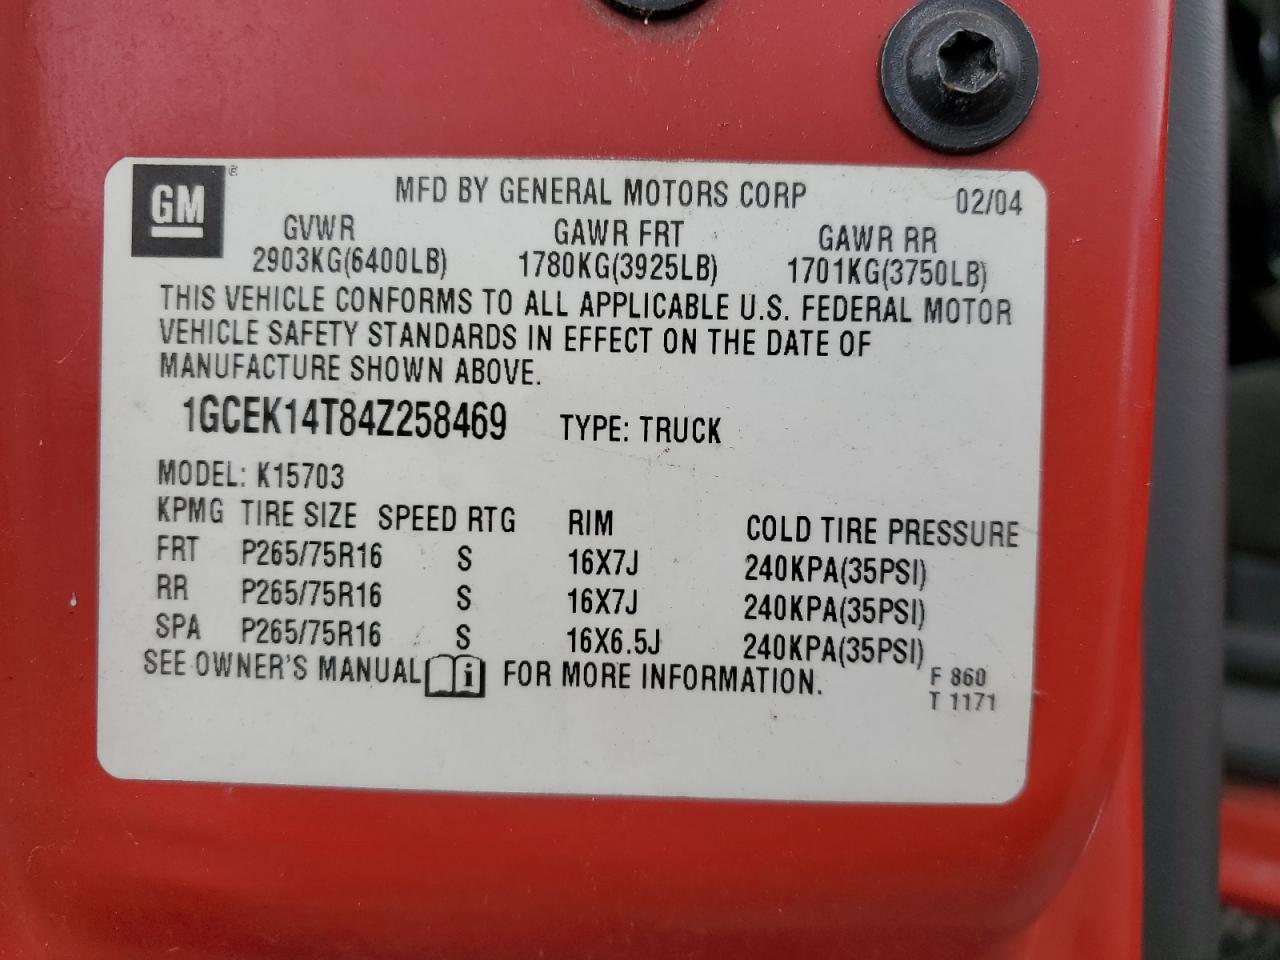 GM ®
MFD BY GENERAL MOTORS CORP 02/04
GVWR GAWR FRT GAWR RR
2903KG(6400LB) 1780KG(3925LB) 1701KG(3750LB)
THIS VEHICLE CONFORMS TO ALL APPLICABLE U.S. FEDERAL MOTOR
VEHICLE SAFETY STANDARDS IN EFFECT ON THE DATE OF
MANUFACTURE SHOWN ABOVE.
1GCEK14T84Z258469 TYPE: TRUCK
MODEL: K15703
KPMG TIRE SIZE SPEED RTG RIM COLD TIRE PRESSURE
FRT P265/75R16 S 16X7J 240KPA(35PSI)
RR P265/75R16 S 16X7J 240KPA(35PSI)
SPA P265/75R16 S 16X6.5J 240KPA(35PSI)
SEE OWNER'S MANUAL i FOR MORE INFORMATION.
F 860
T 1171